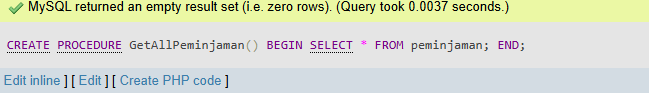 MySQL returned an empty result set (i.e. zero rows). (Query took 0.0037 seconds.)
CREATE PROCEDURE GetAllPeminjaman() BEGIN SELECT * FROM peminjaman; END;
Edit inline ] [ Edit ] [ Create PHP code ]